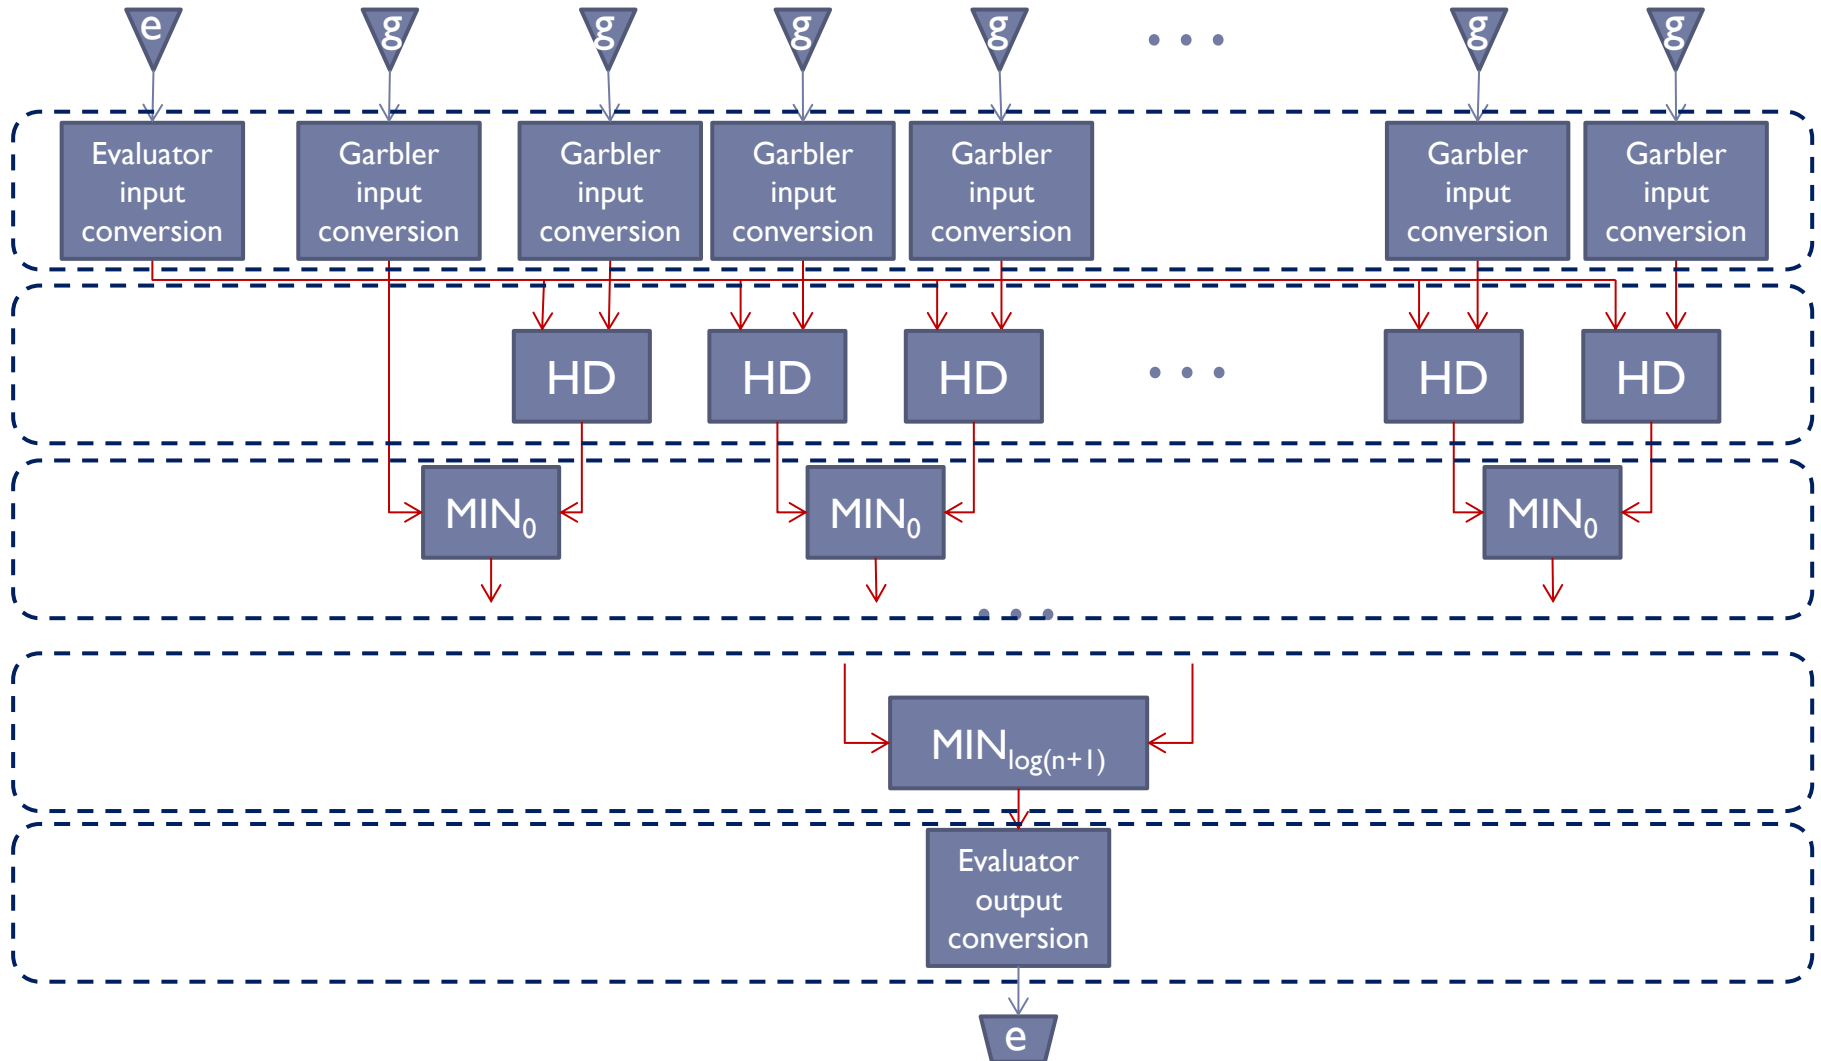 e
g
g
g
g
. . .
g
g
Evaluator
input
conversion
Garbler
input
conversion
Garbler
input
conversion
Garbler
input
conversion
Garbler
input
conversion
Garbler
input
conversion
Garbler
input
conversion
HD
HD
HD
. . .
HD
HD
MIN0
MIN0
MIN0
. . .
MINlog(n+1)
Evaluator
output
conversion
e